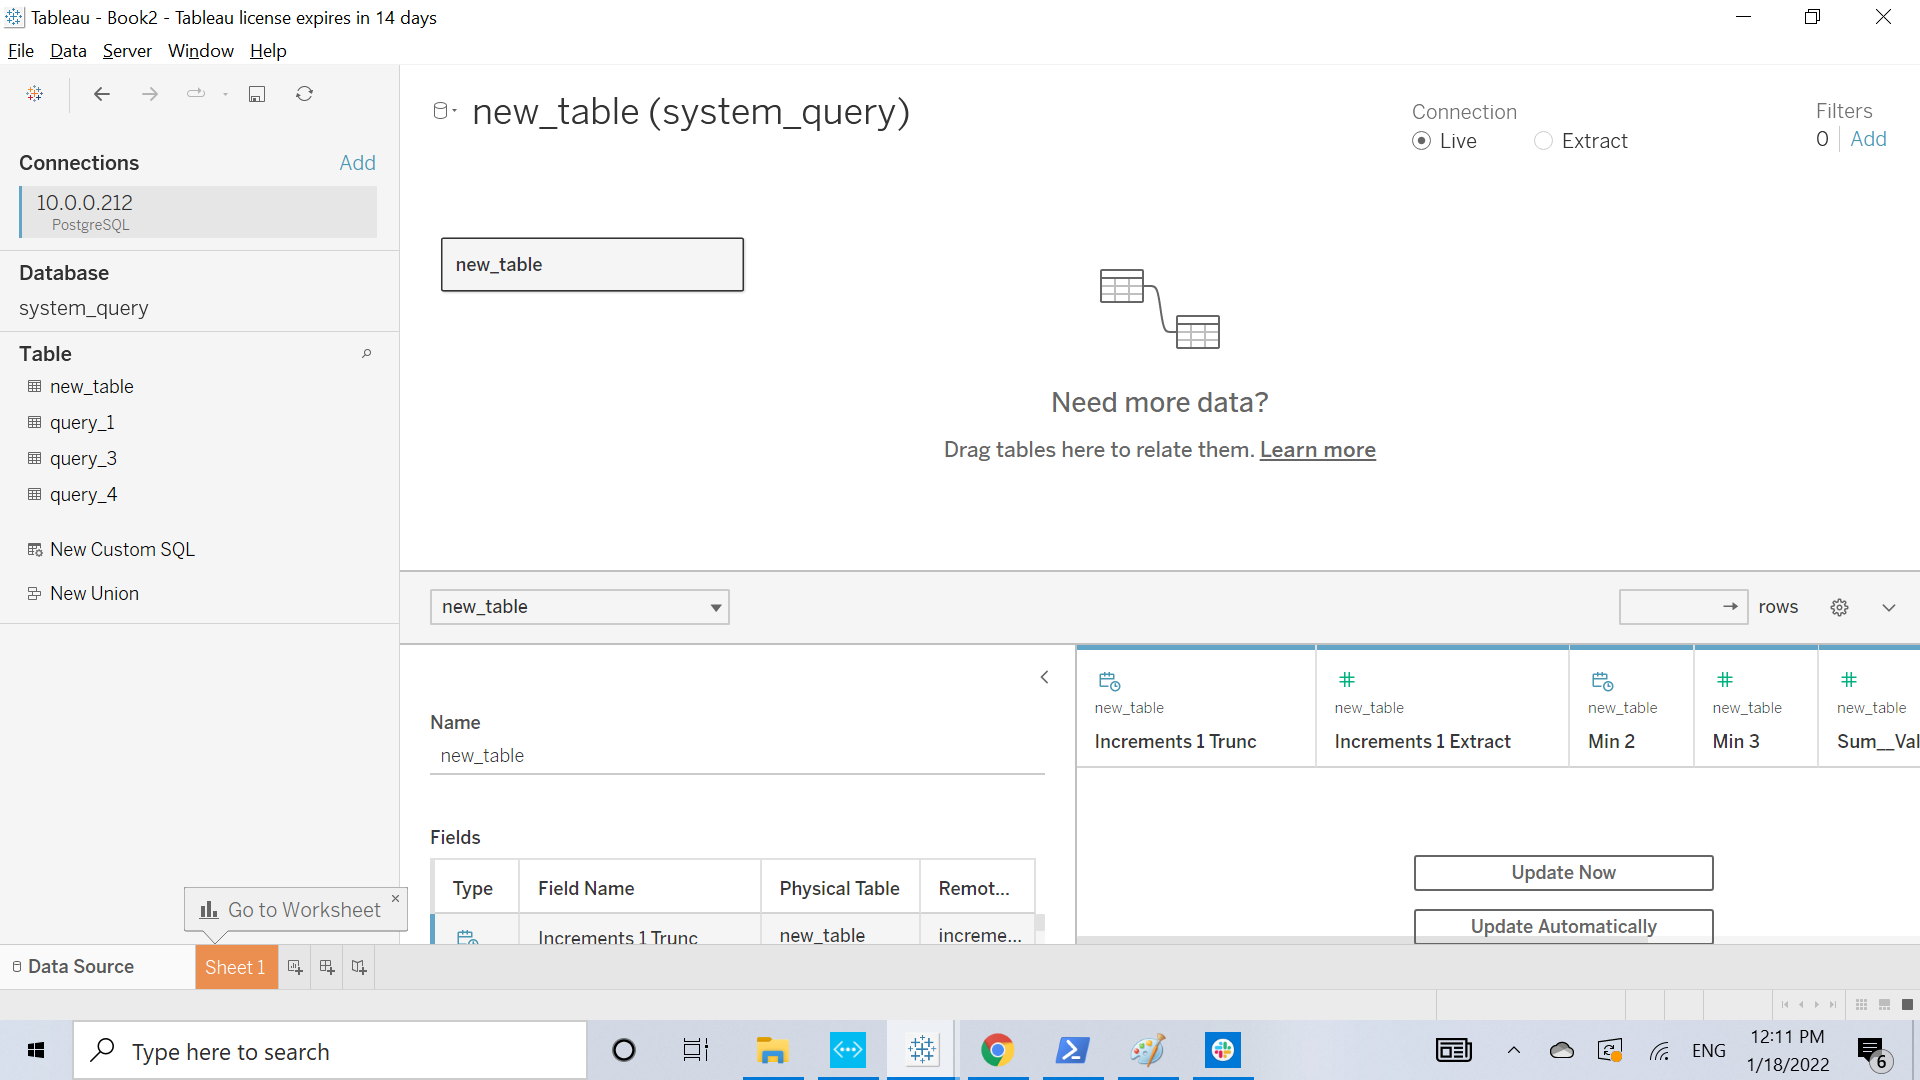 Tableau - Book2 - Tableau license expires in 14 days
File Data Server Window Help
Connections Add
10.0.0.212
PostgreSQL
Database
system_query
Table
new_table
query_1
query_3
query_4
New Custom SQL
New Union
new_table (system_query)
Connection
Live Extract
Filters
0 Add
new_table
Need more data?
Drag tables here to relate them. Learn more
new_table
rows
Name
new_table
Fields
Type Field Name Physical Table Remot...
Increments 1 Trunc new_table increme...
new_table new_table new_table new_table new_table
Increments 1 Trunc Increments 1 Extract Min 2 Min 3 Sum__Val
Update Now
Update Automatically
Go to Worksheet
Data Source Sheet 1
Type here to search
ENG
12:11 PM
1/18/2022
6